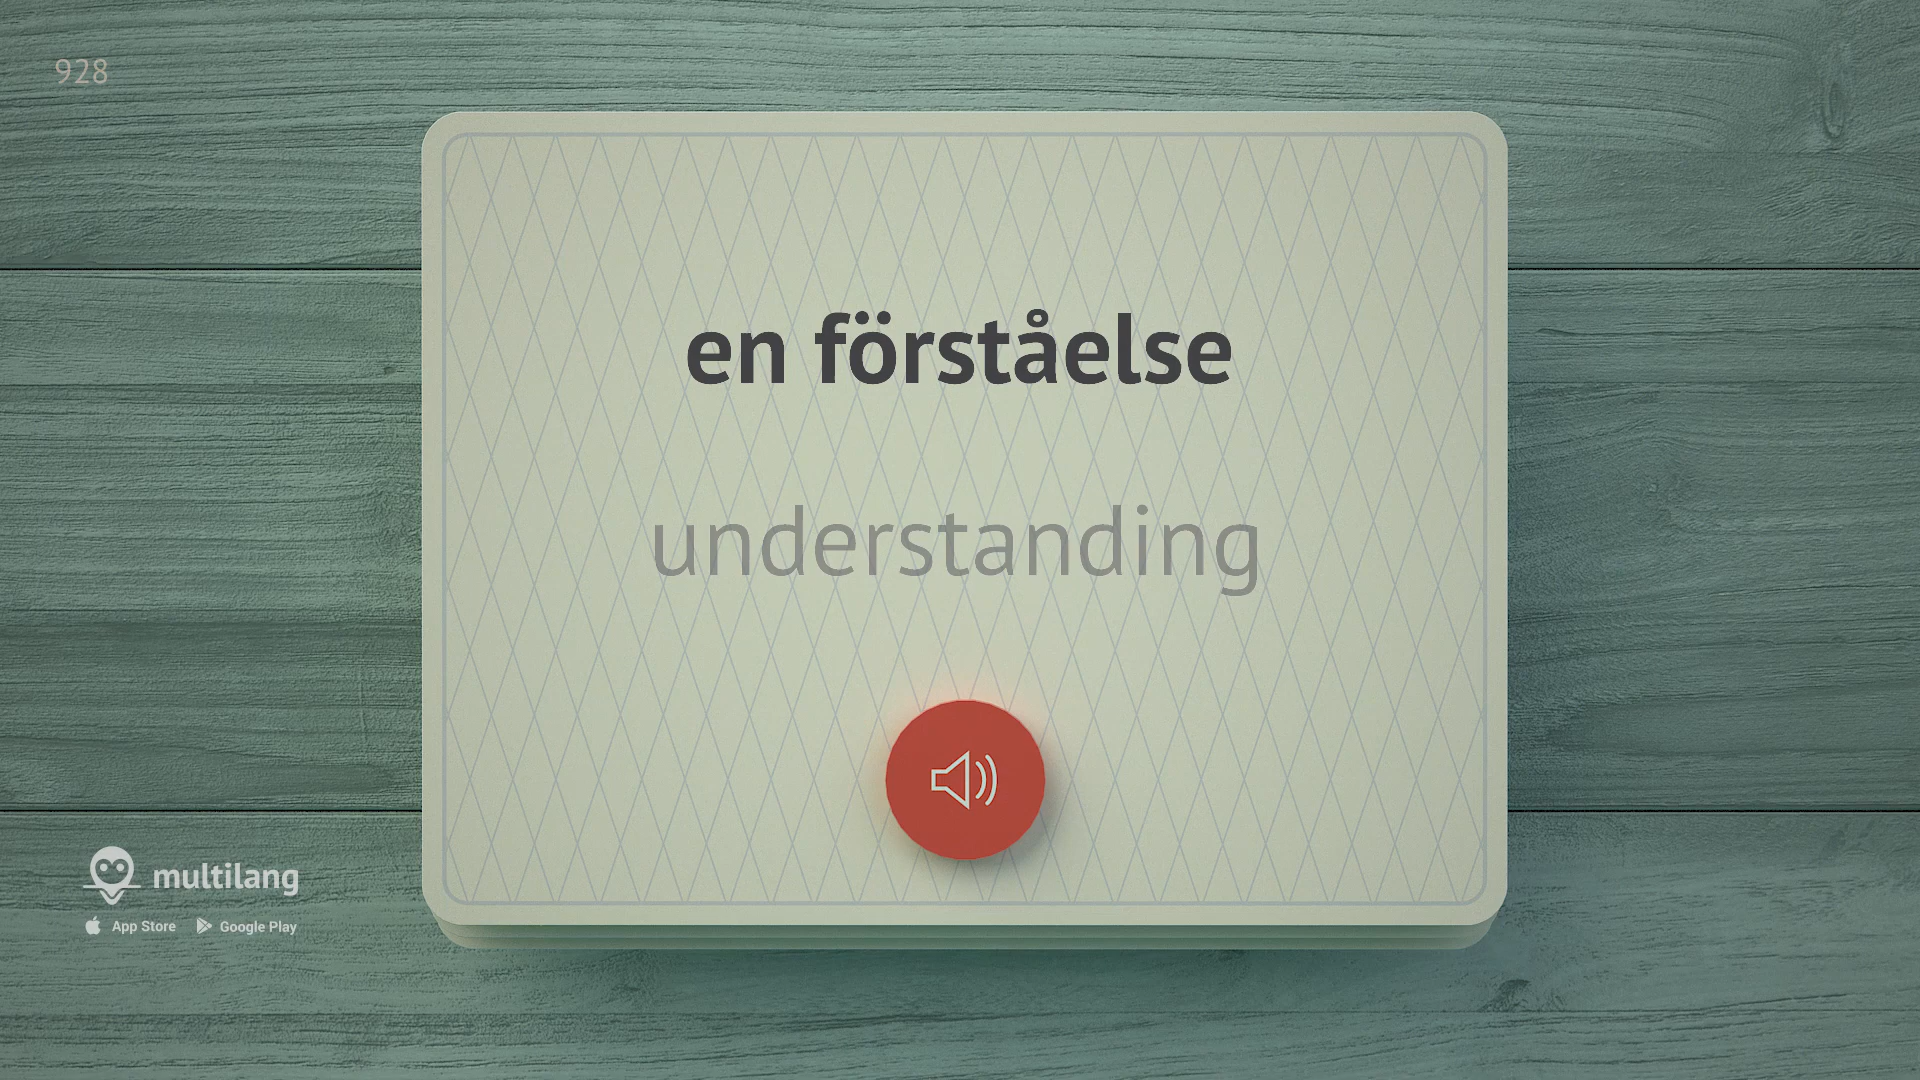 928
en förståelse
understanding
multilang
App Store Google Play